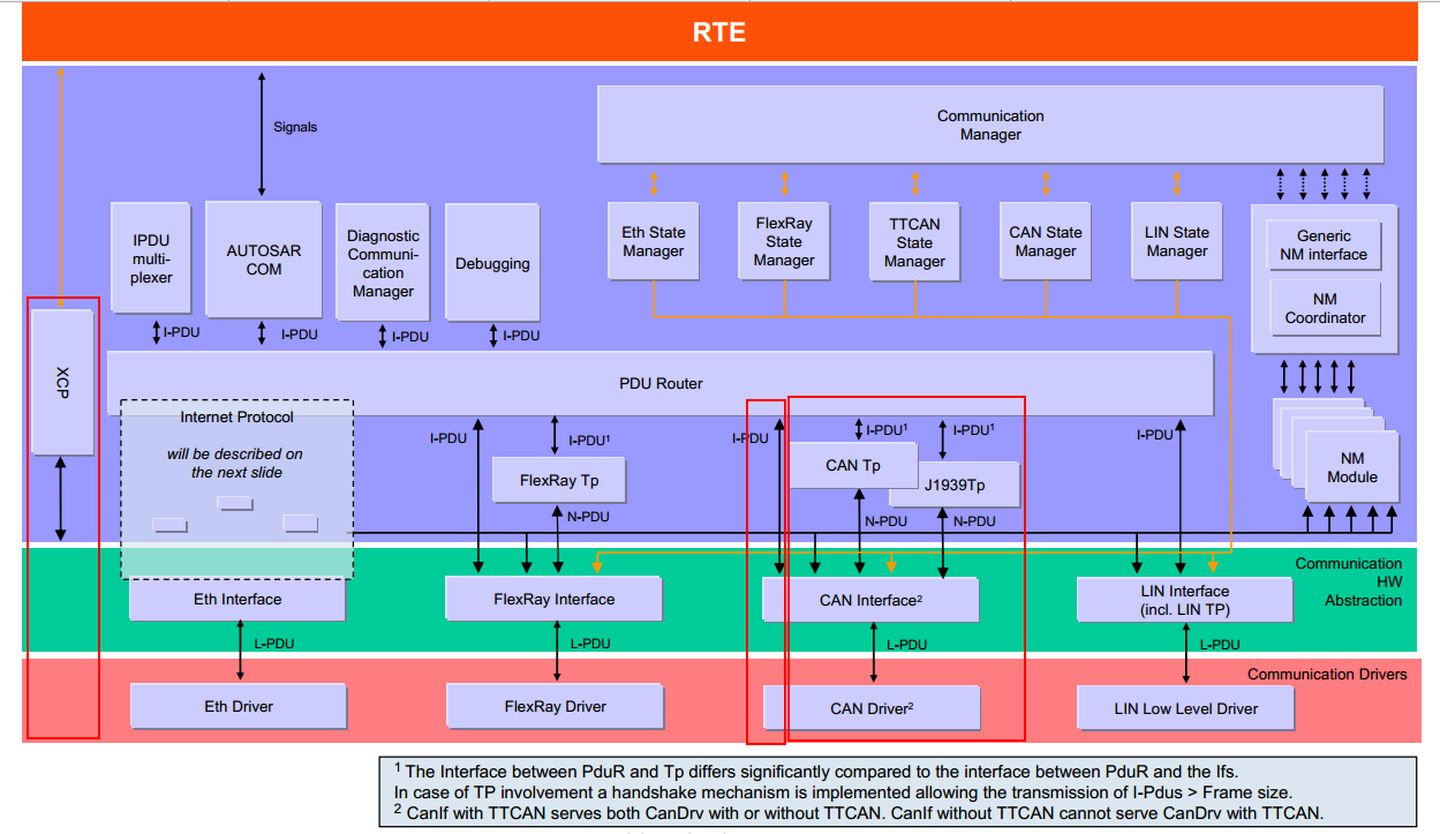 RTE
Signals
Communication
Manager
IPDU
multi-
plexer
AUTOSAR
COM
Diagnostic
Communi-
cation
Manager
Debugging
Eth State
Manager
FlexRay
State
Manager
TTCAN
State
Manager
CAN State
Manager
LIN State
Manager
Generic
NM interface
NM
Coordinator
I-PDU
I-PDU
I-PDU
I-PDU
XCP
PDU Router
Internet Protocol
will be described on
the next slide
I-PDU
I-PDU¹
I-PDU
I-PDU¹
I-PDU¹
I-PDU
FlexRay Tp
CAN Tp
J1939Tp
NM
Module
N-PDU
N-PDU
N-PDU
Communication
HW
Abstraction
Eth Interface
FlexRay Interface
CAN Interface²
LIN Interface
(incl. LIN TP)
L-PDU
L-PDU
L-PDU
L-PDU
Communication Drivers
Eth Driver
FlexRay Driver
CAN Driver²
LIN Low Level Driver
¹ The Interface between PduR and Tp differs significantly compared to the interface between PduR and the Ifs.
In case of TP involvement a handshake mechanism is implemented allowing the transmission of I-Pdus > Frame size.
² CanIf with TTCAN serves both CanDrv with or without TTCAN. CanIf without TTCAN cannot serve CanDrv with TTCAN.